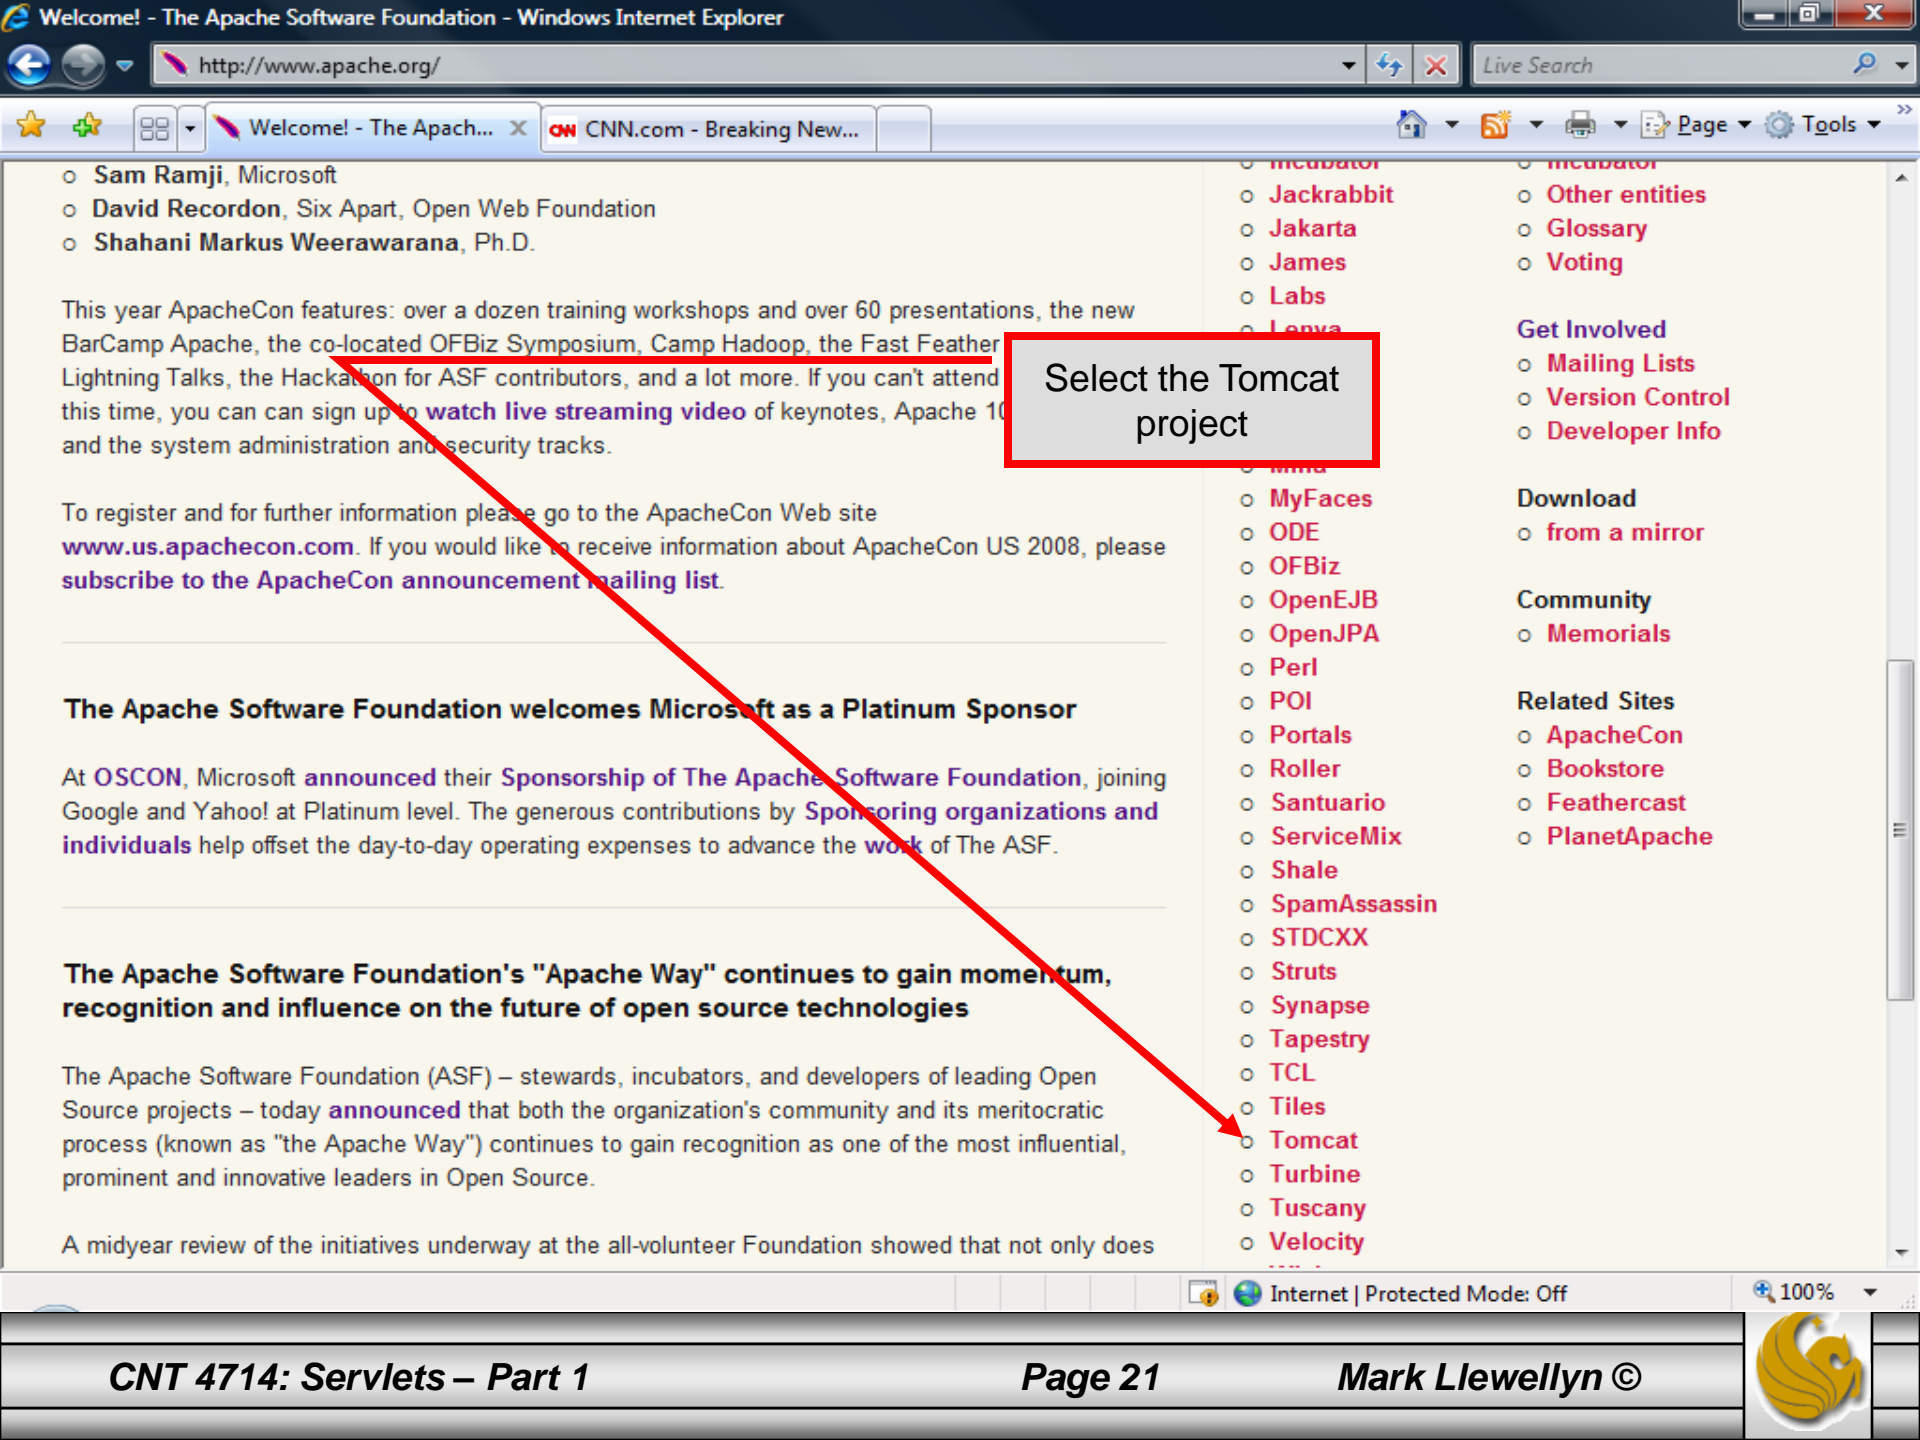 Welcome! - The Apache Software Foundation - Windows Internet Explorer
http://www.apache.org/
Live Search
Welcome! - The Apach...
CNN CNN.com - Breaking New...
Page
Tools
Sam Ramji, Microsoft
David Recordon, Six Apart, Open Web Foundation
Shahani Markus Weerawarana, Ph.D.
This year ApacheCon features: over a dozen training workshops and over 60 presentations, the new
BarCamp Apache, the co-located OFBiz Symposium, Camp Hadoop, the Fast Feather
Lightning Talks, the Hackathon for ASF contributors, and a lot more. If you can't attend
this time, you can can sign up to watch live streaming video of keynotes, Apache 10
and the system administration and security tracks.
To register and for further information please go to the ApacheCon Web site
www.us.apachecon.com. If you would like to receive information about ApacheCon US 2008, please
subscribe to the ApacheCon announcement mailing list.
The Apache Software Foundation welcomes Microsoft as a Platinum Sponsor
At OSCON, Microsoft announced their Sponsorship of The Apache Software Foundation, joining
Google and Yahoo! at Platinum level. The generous contributions by Sponsoring organizations and
individuals help offset the day-to-day operating expenses to advance the work of The ASF.
The Apache Software Foundation's "Apache Way" continues to gain momentum,
recognition and influence on the future of open source technologies
The Apache Software Foundation (ASF) – stewards, incubators, and developers of leading Open
Source projects – today announced that both the organization's community and its meritocratic
process (known as "the Apache Way") continues to gain recognition as one of the most influential,
prominent and innovative leaders in Open Source.
A midyear review of the initiatives underway at the all-volunteer Foundation showed that not only does
Select the Tomcat
project
Incubator
Jackrabbit
Jakarta
James
Labs
Lenya
Mina
MyFaces
ODE
OFBiz
OpenEJB
OpenJPA
Perl
POI
Portals
Roller
Santuario
ServiceMix
Shale
SpamAssassin
STDCXX
Struts
Synapse
Tapestry
TCL
Tiles
Tomcat
Turbine
Tuscany
Velocity
Incubator
Other entities
Glossary
Voting
Get Involved
Mailing Lists
Version Control
Developer Info
Download
from a mirror
Community
Memorials
Related Sites
ApacheCon
Bookstore
Feathercast
PlanetApache
Internet | Protected Mode: Off
100%
CNT 4714: Servlets – Part 1
Page 21
Mark Llewellyn ©